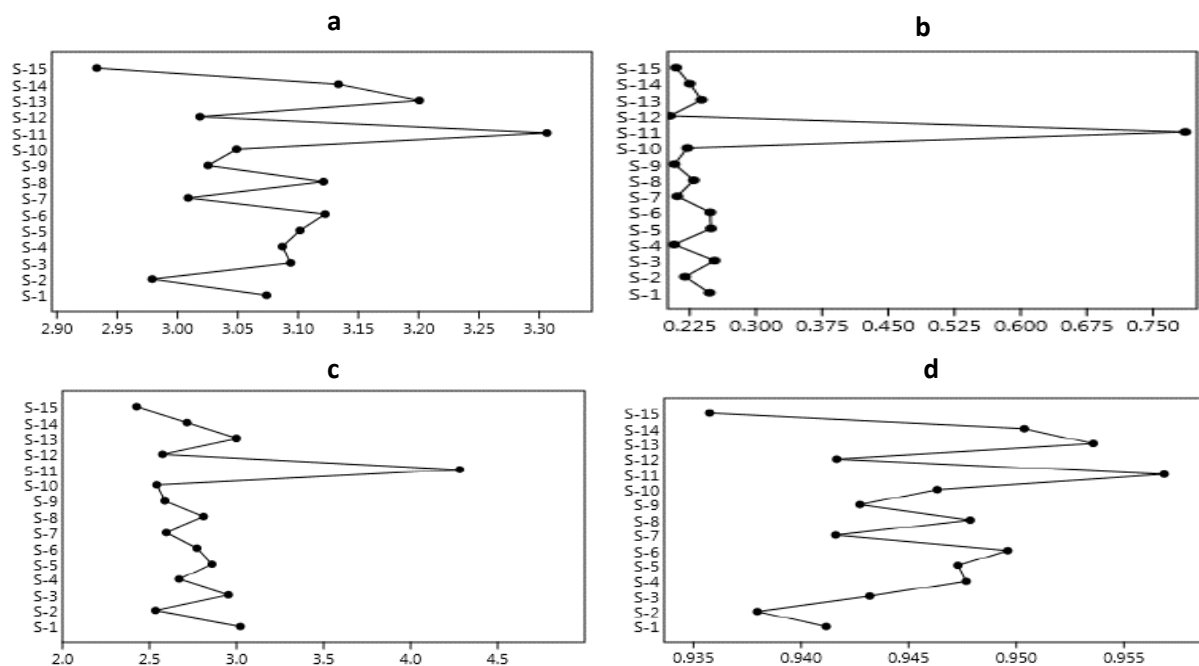 a
S-15
S-14
S-13
S-12
S-11
S-10
S-9
S-8
S-7
S-6
S-5
S-4
S-3
S-2
S-1
2.90 2.95 3.00 3.05 3.10 3.15 3.20 3.25 3.30
b
S-15
S-14
S-13
S-12
S-11
S-10
S-9
S-8
S-7
S-6
S-5
S-4
S-3
S-2
S-1
0.225 0.300 0.375 0.450 0.525 0.600 0.675 0.750
c
S-15
S-14
S-13
S-12
S-11
S-10
S-9
S-8
S-7
S-6
S-5
S-4
S-3
S-2
S-1
2.0 2.5 3.0 3.5 4.0 4.5
d
S-15
S-14
S-13
S-12
S-11
S-10
S-9
S-8
S-7
S-6
S-5
S-4
S-3
S-2
S-1
0.935 0.940 0.945 0.950 0.955